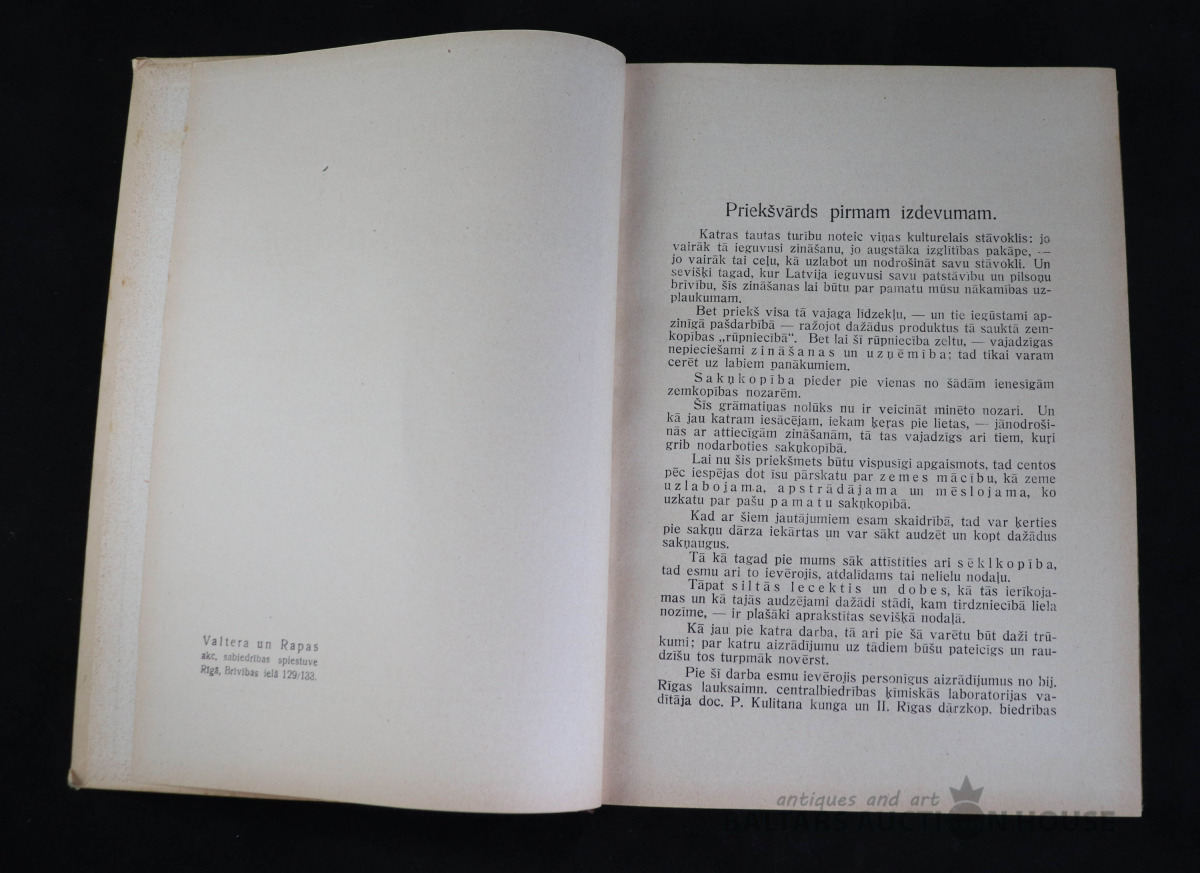 Valtera un Rapas
akc. sabiedrības spiestuve
Rīgā, Brīvības ielā 129/133.
Priekšvārds pirmam izdevumam.
Katras tautas turību noteic viņas kulturelais stāvoklis: jo
vairāk tā ieguvusi zināšanu, jo augstāka izglītības pakāpe, —
jo vairāk tai ceļu, kā uzlabot un nodrošināt savu stāvokli. Un
sevišķi tagad, kur Latvija ieguvusi savu patstāvību un pilsoņu
brīvību, šīs zināšanas lai būtu par pamatu mūsu nākamības uz-
plaukumam.
Bet priekš visa tā vajaga līdzekļu, — un tie iegūstami ap-
zinīgā pašdarbībā — ražojot dažādus produktus tā sauktā zem-
kopības „rūpniecībā“. Bet lai šī rūpniecība zeltu, — vajadzīgas
nepieciešami zināšanas un uzņēmība; tad tikai varam
cerēt uz labiem panākumiem.
Sakņkopība pieder pie vienas no šādām ienesīgām
zemkopības nozarēm.
Šīs grāmatiņas nolūks nu ir veicināt minēto nozari. Un
kā jau katram iesācējam, iekam ķeras pie lietas, — jānodroši-
nās ar attiecīgām zināšanām, tā tas vajadzīgs ari tiem, kuŗi
grib nodarboties sakņkopībā.
Lai nu šis priekšmets būtu vispusīgi apgaismots, tad centos
pēc iespējas dot īsu pārskatu par zemes mācību, kā zeme
uzlabojama, apstrādājama un mēslojama, ko
uzkatu par pašu pamatu sakņkopībā.
Kad ar šiem jautājumiem esam skaidrībā, tad var ķerties
pie sakņu dārza iekārtas un var sākt audzēt un kopt dažādus
sakņaugus.
Tā kā tagad pie mums sāk attīstīties ari sēklkopība,
tad esmu ari to ievērojis, atdalīdams tai nelielu nodaļu.
Tāpat siltās lecektis un dobes, kā tās ierīkoja-
mas un kā tajās audzējami dažādi stādi, kam tirdzniecībā liela
nozīme, — ir plašāki aprakstītas sevišķā nodaļā.
Kā jau pie katra darba, tā ari pie šā varētu būt daži trū-
kumi; par katru aizrādījumu uz tādiem būšu pateicīgs un rau-
dzīšu tos turpmāk novērst.
Pie šī darba esmu ievērojis personīgus aizrādījumus no bij.
Rīgas lauksaimn. centralbiedrības ķīmiskās laboratorijas va-
dītāja doc. P. Kulitana kunga un II. Rīgas dārzkop. biedrības
antiques and art
BALTARS AUCTION HOUSE